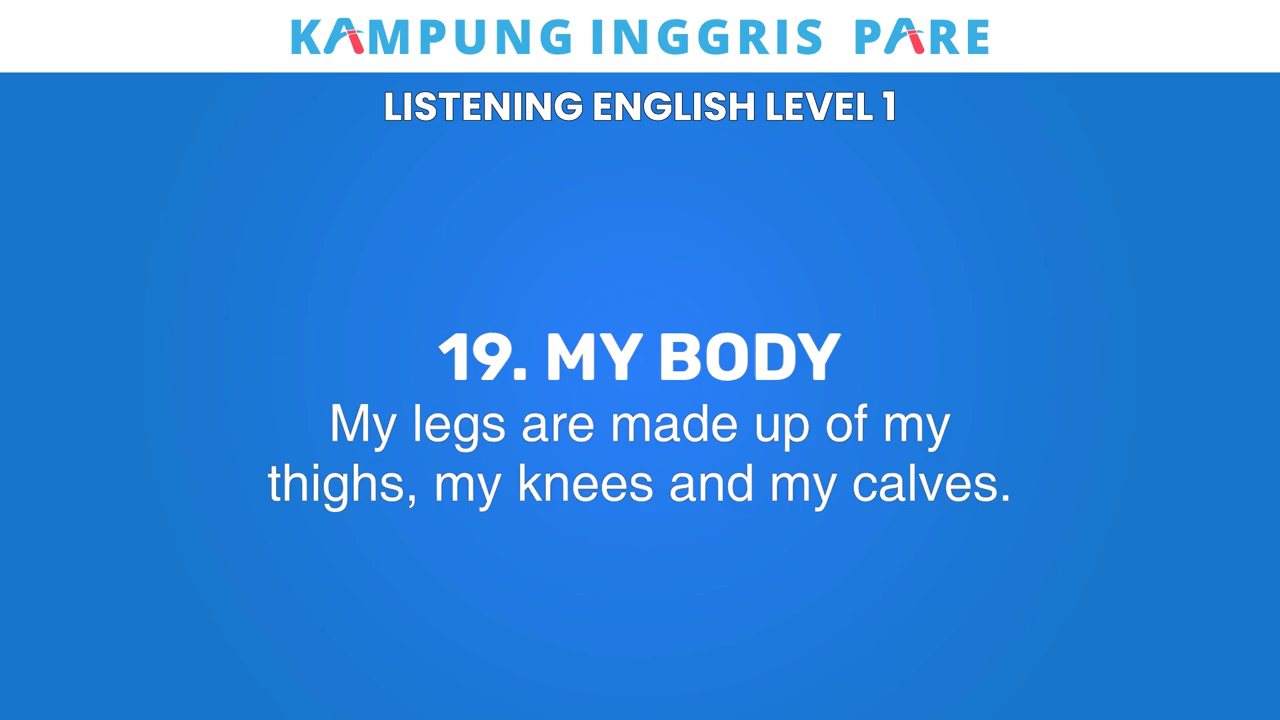 KAMPUNG INGGRIS PARE
LISTENING ENGLISH LEVEL 1
19. MY BODY
My legs are made up of my
thighs, my knees and my calves.